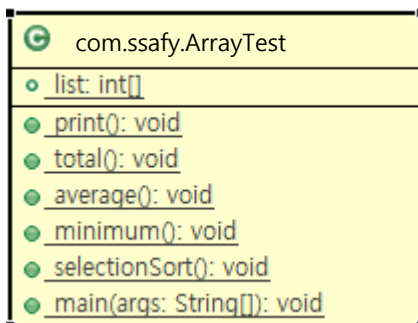 C com.ssafy.ArrayTest
list: int[]
print(): void
total(): void
average(): void
minimum(): void
selectionSort(): void
main(args: String[]): void